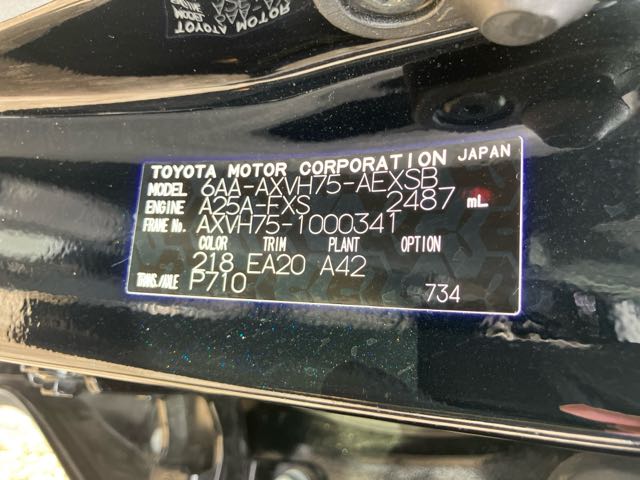 TOYOTA MOTOR CORPORATION JAPAN
MODEL 6AA-AXVH75-AEXSB
ENGINE A25A-FXS 2487 mL
FRAME No. AXVH75-1000341
COLOR TRIM PLANT OPTION
218 EA20 A42
TRANS./AXLE P710
734